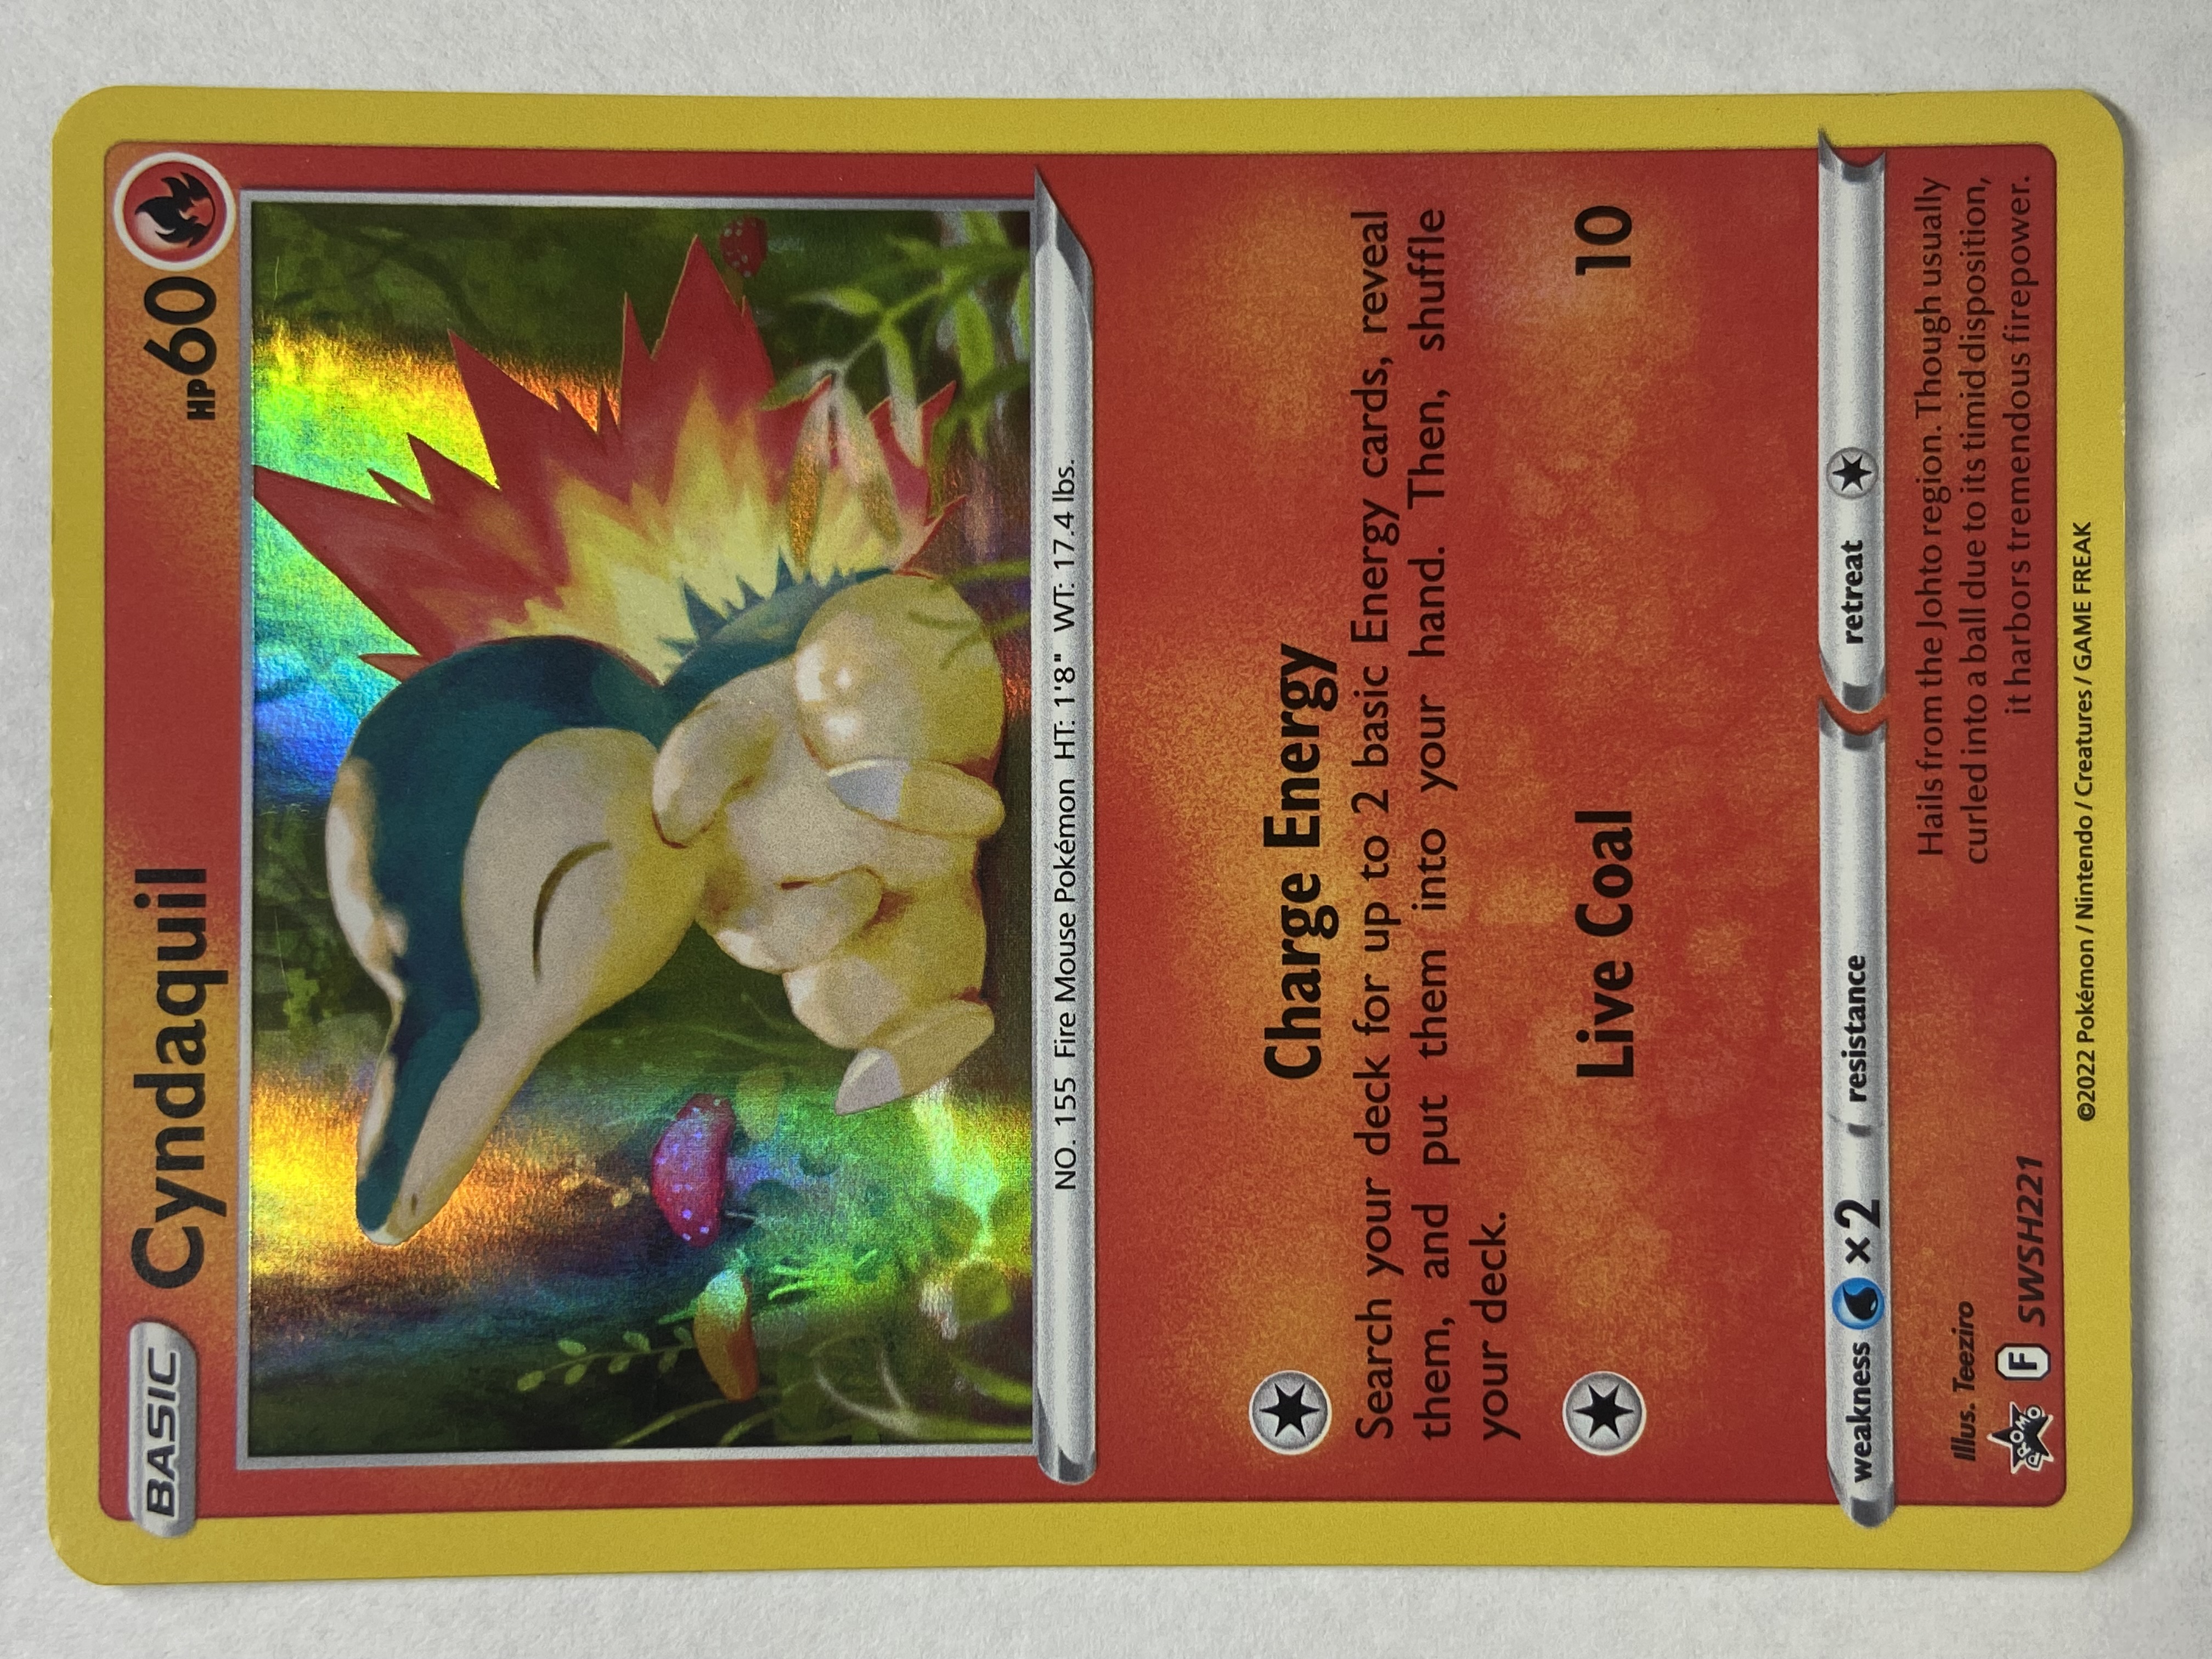 BASIC Cyndaquil HP 60
NO. 155 Fire Mouse Pokémon HT: 1'8" WT: 17.4 lbs.
Charge Energy
Search your deck for up to 2 basic Energy cards, reveal
them, and put them into your hand. Then, shuffle
your deck.
Live Coal 10
weakness ×2 resistance retreat
Illus. Teeziro
PROMO F SWSH221
Hails from the Johto region. Though usually
curled into a ball due to its timid disposition,
it harbors tremendous firepower.
©2022 Pokémon / Nintendo / Creatures / GAME FREAK